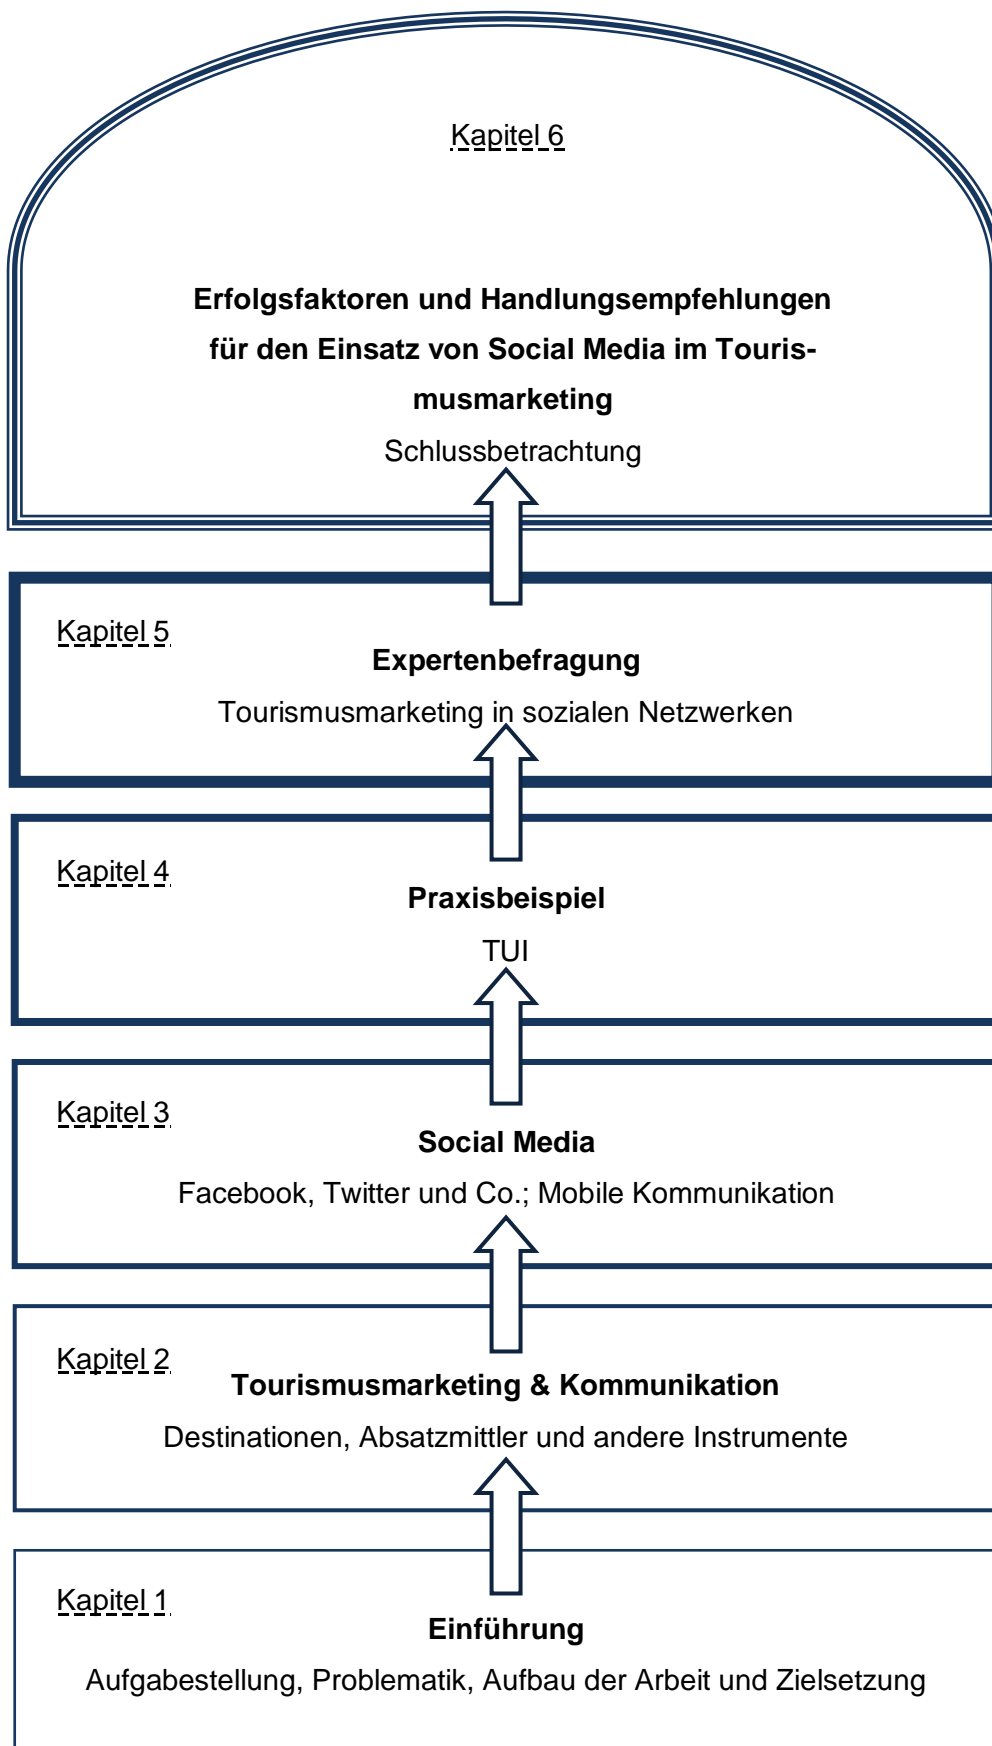 Kapitel 6
Erfolgsfaktoren und Handlungsempfehlungen
für den Einsatz von Social Media im Touris-
musmarketing
Schlussbetrachtung
Kapitel 5
Expertenbefragung
Tourismusmarketing in sozialen Netzwerken
Kapitel 4
Praxisbeispiel
TUI
Kapitel 3
Social Media
Facebook, Twitter und Co.; Mobile Kommunikation
Kapitel 2
Tourismusmarketing & Kommunikation
Destinationen, Absatzmittler und andere Instrumente
Kapitel 1
Einführung
Aufgabestellung, Problematik, Aufbau der Arbeit und Zielsetzung